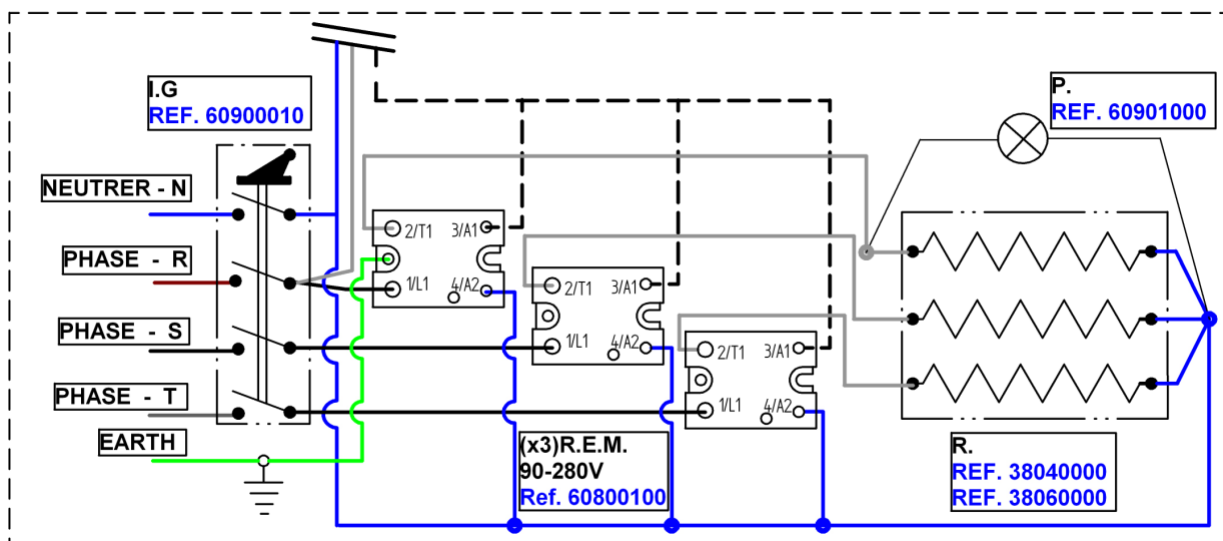 I.G
REF. 60900010
P.
REF. 60901000
NEUTRER - N
PHASE - R
PHASE - S
PHASE - T
EARTH
2/T1 3/A1
1/L1 4/A2
2/T1 3/A1
1/L1 4/A2
2/T1 3/A1
1/L1 4/A2
(x3)R.E.M.
90-280V
Ref. 60800100
R.
REF. 38040000
REF. 38060000